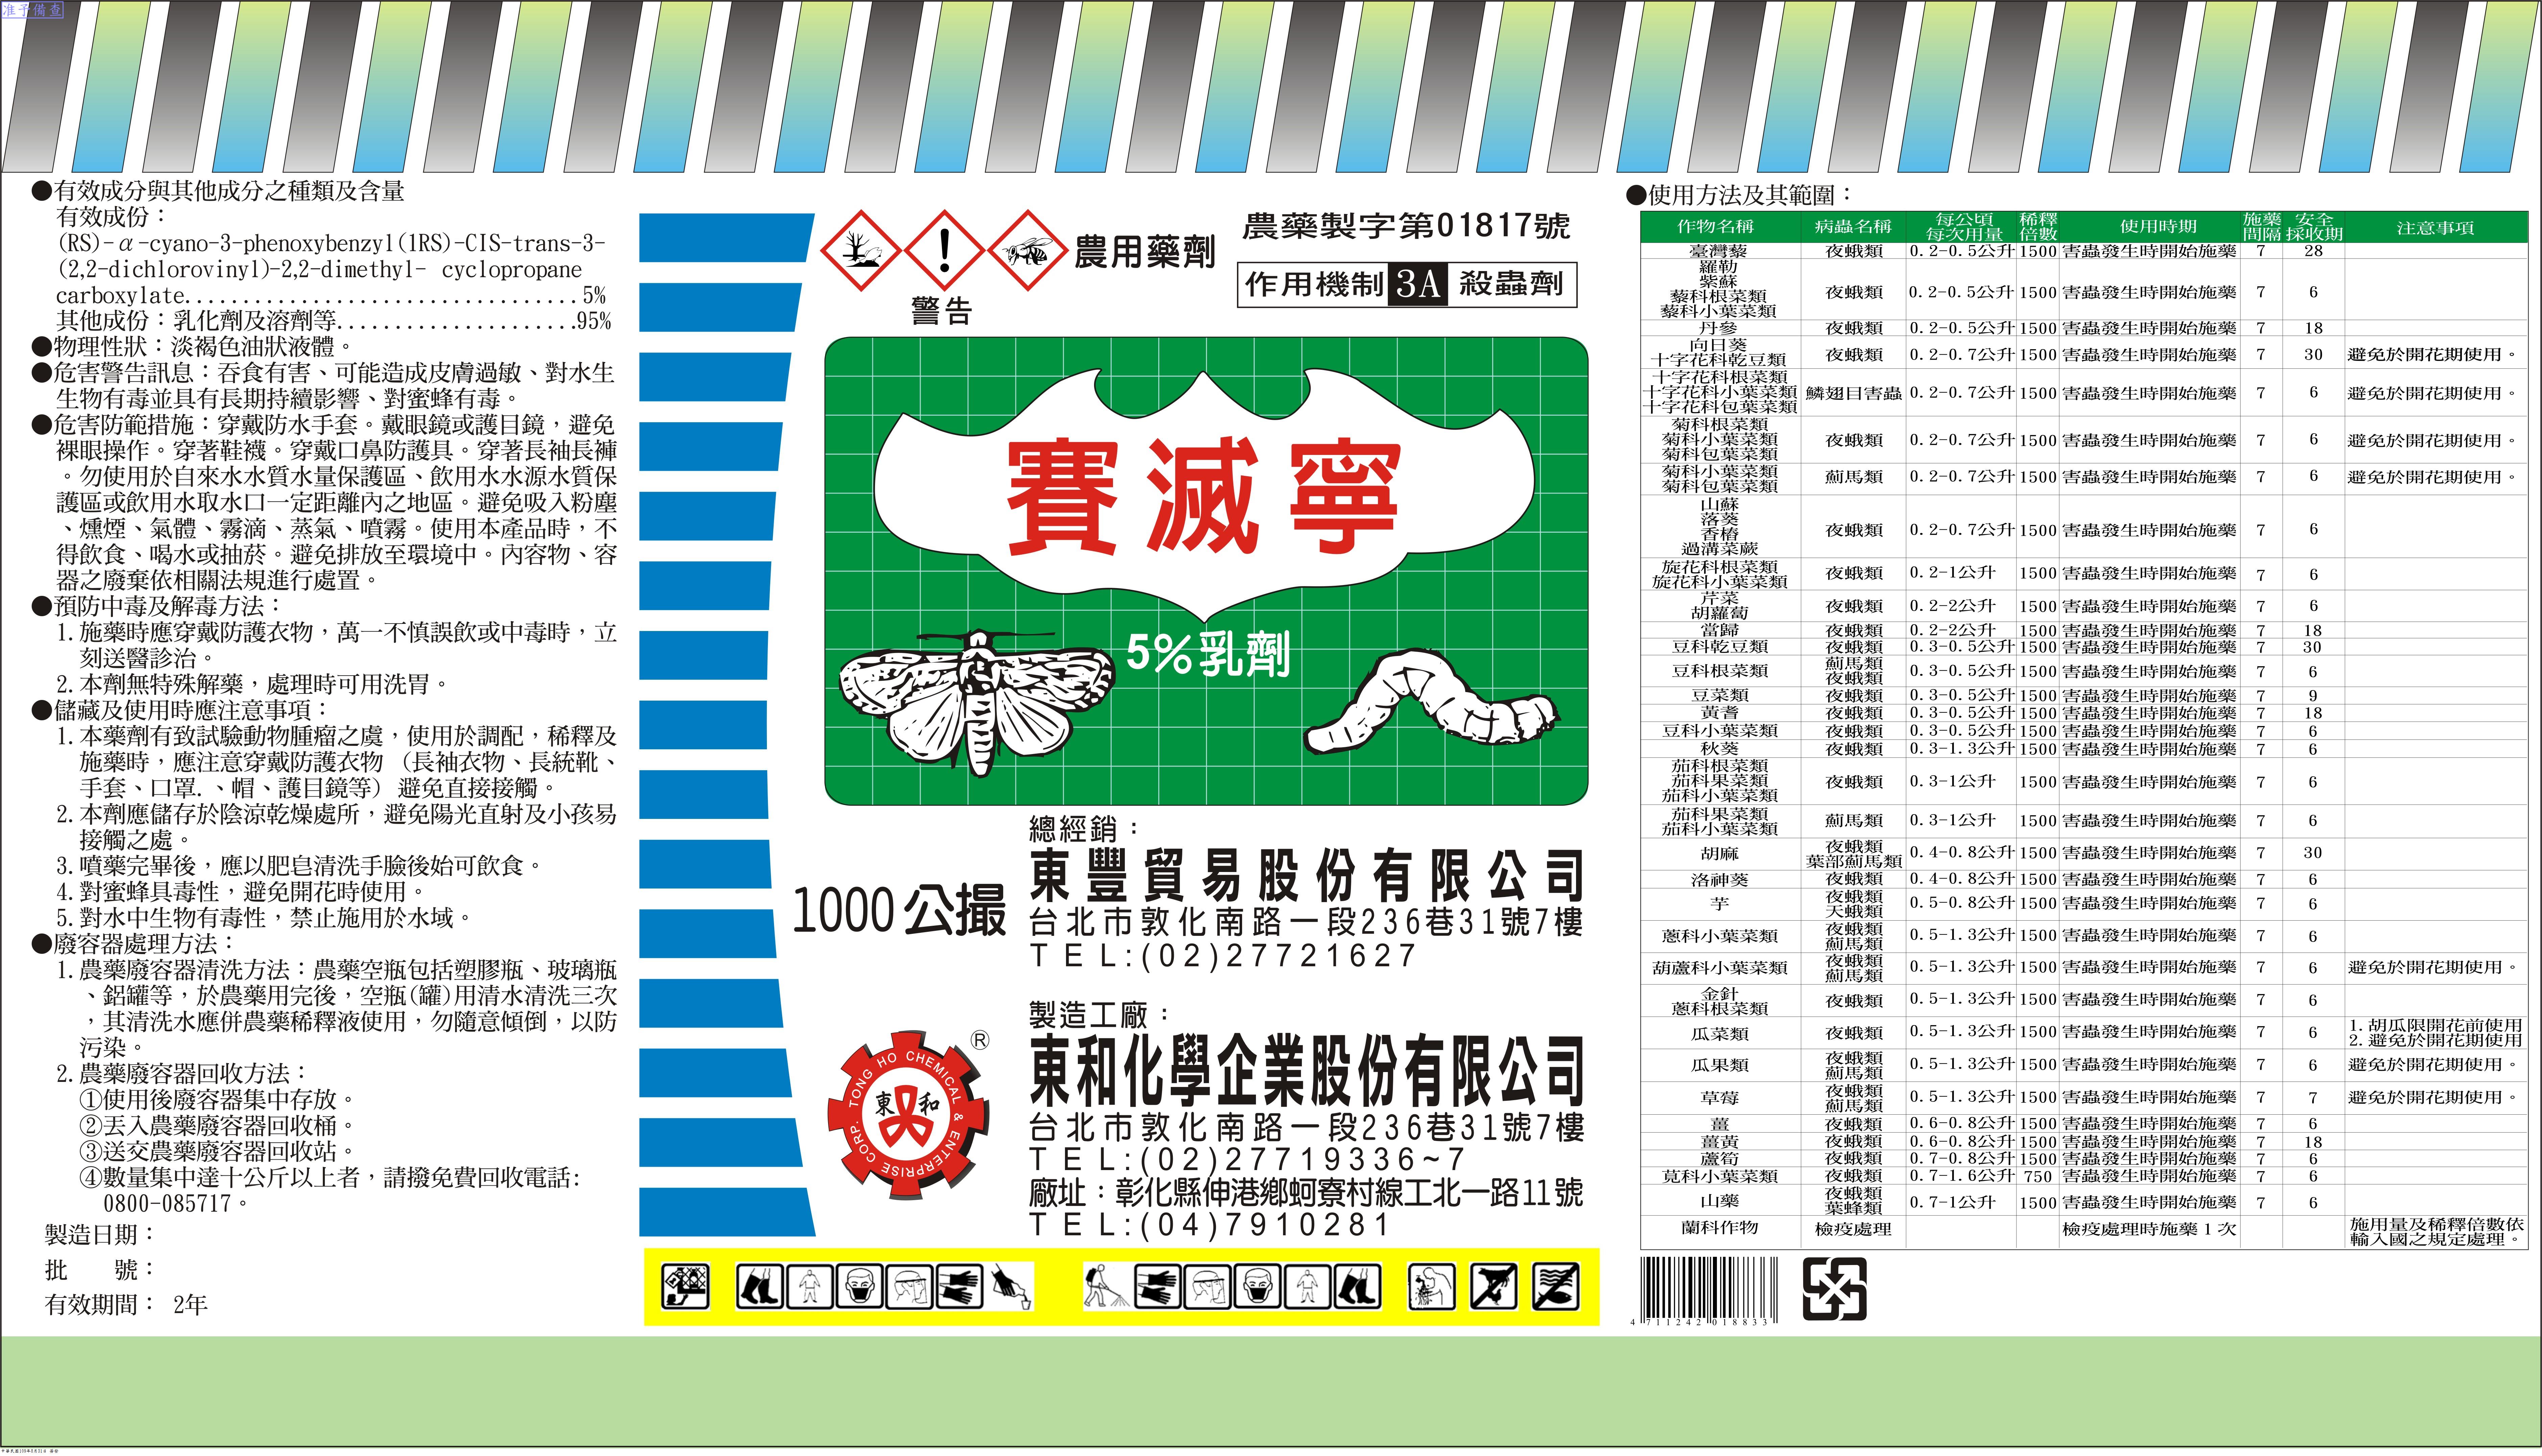 准予備查
●有效成分與其他成分之種類及含量
有效成份：
(RS)-α-cyano-3-phenoxybenzyl(1RS)-CIS-trans-3-
(2,2-dichlorovinyl)-2,2-dimethyl- cyclopropane
carboxylate..................................5%
其他成份：乳化劑及溶劑等.....................95%
●物理性狀：淡褐色油狀液體。
●危害警告訊息：吞食有害、可能造成皮膚過敏、對水生
生物有毒並具有長期持續影響、對蜜蜂有毒。
●危害防範措施：穿戴防水手套。戴眼鏡或護目鏡，避免
裸眼操作。穿著鞋襪。穿戴口鼻防護具。穿著長袖長褲
。勿使用於自來水水質水量保護區、飲用水水源水質保
護區或飲用水取水口一定距離內之地區。避免吸入粉塵
、燻煙、氣體、霧滴、蒸氣、噴霧。使用本產品時，不
得飲食、喝水或抽菸。避免排放至環境中。內容物、容
器之廢棄依相關法規進行處置。
●預防中毒及解毒方法：
1.施藥時應穿戴防護衣物，萬一不慎誤飲或中毒時，立
刻送醫診治。
2.本劑無特殊解藥，處理時可用洗胃。
●儲藏及使用時應注意事項：
1.本藥劑有致試驗動物腫瘤之虞，使用於調配，稀釋及
施藥時，應注意穿戴防護衣物 (長袖衣物、長統靴、
手套、口罩.、帽、護目鏡等) 避免直接接觸。
2.本劑應儲存於陰涼乾燥處所，避免陽光直射及小孩易
接觸之處。
3.噴藥完畢後，應以肥皂清洗手臉後始可飲食。
4.對蜜蜂具毒性，避免開花時使用。
5.對水中生物有毒性，禁止施用於水域。
●廢容器處理方法：
1.農藥廢容器清洗方法：農藥空瓶包括塑膠瓶、玻璃瓶
、鋁罐等，於農藥用完後，空瓶(罐)用清水清洗三次
，其清洗水應併農藥稀釋液使用，勿隨意傾倒，以防
污染。
2.農藥廢容器回收方法：
①使用後廢容器集中存放。
②丟入農藥廢容器回收桶。
③送交農藥廢容器回收站。
④數量集中達十公斤以上者，請撥免費回收電話:
0800-085717。
製造日期：
批　　號：
有效期間： 2年
警告
農用藥劑
農藥製字第01817號
作用機制 3A 殺蟲劑
賽滅寧
5%乳劑
1000公撮
總經銷：
東豐貿易股份有限公司
台北市敦化南路一段236巷31號7樓
TEL:(02)27721627
製造工廠：
東和化學企業股份有限公司
台北市敦化南路一段236巷31號7樓
TEL:(02)27719336~7
廠址：彰化縣伸港鄉蚵寮村線工北一路11號
TEL:(04)7910281
®
TONG HO CHEMICAL & ENTERPRISE CORP.
東和
●使用方法及其範圍：
作物名稱 病蟲名稱 每公頃每次用量 稀釋倍數 使用時期 施藥間隔 安全採收期 注意事項
臺灣藜 夜蛾類 0.2-0.5公升 1500 害蟲發生時開始施藥 7 28
羅勒
紫蘇
藜科根菜類
藜科小葉菜類 夜蛾類 0.2-0.5公升 1500 害蟲發生時開始施藥 7 6
丹參 夜蛾類 0.2-0.5公升 1500 害蟲發生時開始施藥 7 18
向日葵
十字花科乾豆類 夜蛾類 0.2-0.7公升 1500 害蟲發生時開始施藥 7 30 避免於開花期使用。
十字花科根菜類
十字花科小葉菜類
十字花科包葉菜類 鱗翅目害蟲 0.2-0.7公升 1500 害蟲發生時開始施藥 7 6 避免於開花期使用。
菊科根菜類
菊科小葉菜類
菊科包葉菜類 夜蛾類 0.2-0.7公升 1500 害蟲發生時開始施藥 7 6 避免於開花期使用。
菊科小葉菜類
菊科包葉菜類 薊馬類 0.2-0.7公升 1500 害蟲發生時開始施藥 7 6 避免於開花期使用。
山蘇
落葵
香椿
過溝菜蕨 夜蛾類 0.2-0.7公升 1500 害蟲發生時開始施藥 7 6
旋花科根菜類
旋花科小葉菜類 夜蛾類 0.2-1公升 1500 害蟲發生時開始施藥 7 6
芹菜
胡蘿蔔 夜蛾類 0.2-2公升 1500 害蟲發生時開始施藥 7 6
當歸 夜蛾類 0.2-2公升 1500 害蟲發生時開始施藥 7 18
豆科乾豆類 夜蛾類 0.3-0.5公升 1500 害蟲發生時開始施藥 7 30
豆科根菜類 薊馬類 夜蛾類 0.3-0.5公升 1500 害蟲發生時開始施藥 7 6
豆菜類 夜蛾類 0.3-0.5公升 1500 害蟲發生時開始施藥 7 9
黃耆 夜蛾類 0.3-0.5公升 1500 害蟲發生時開始施藥 7 18
豆科小葉菜類 夜蛾類 0.3-0.5公升 1500 害蟲發生時開始施藥 7 6
秋葵 夜蛾類 0.3-1.3公升 1500 害蟲發生時開始施藥 7 6
茄科根菜類
茄科果菜類
茄科小葉菜類 夜蛾類 0.3-1公升 1500 害蟲發生時開始施藥 7 6
茄科果菜類
茄科小葉菜類 薊馬類 0.3-1公升 1500 害蟲發生時開始施藥 7 6
胡麻 夜蛾類 葉部薊馬類 0.4-0.8公升 1500 害蟲發生時開始施藥 7 30
洛神葵 夜蛾類 0.4-0.8公升 1500 害蟲發生時開始施藥 7 6
芋 夜蛾類 天蛾類 0.5-0.8公升 1500 害蟲發生時開始施藥 7 6
蔥科小葉菜類 夜蛾類 薊馬類 0.5-1.3公升 1500 害蟲發生時開始施藥 7 6
葫蘆科小葉菜類 夜蛾類 薊馬類 0.5-1.3公升 1500 害蟲發生時開始施藥 7 6 避免於開花期使用。
金針
蔥科根菜類 夜蛾類 0.5-1.3公升 1500 害蟲發生時開始施藥 7 6
瓜菜類 夜蛾類 0.5-1.3公升 1500 害蟲發生時開始施藥 7 6 1.胡瓜限開花前使用
2.避免於開花期使用
瓜果類 夜蛾類 薊馬類 0.5-1.3公升 1500 害蟲發生時開始施藥 7 6 避免於開花期使用。
草莓 夜蛾類 薊馬類 0.5-1.3公升 1500 害蟲發生時開始施藥 7 7 避免於開花期使用。
薑 夜蛾類 0.6-0.8公升 1500 害蟲發生時開始施藥 7 6
薑黃 夜蛾類 0.6-0.8公升 1500 害蟲發生時開始施藥 7 18
蘆筍 夜蛾類 0.7-0.8公升 1500 害蟲發生時開始施藥 7 6
莧科小葉菜類 夜蛾類 0.7-1.6公升 750 害蟲發生時開始施藥 7 6
山藥 夜蛾類 葉蜂類 0.7-1公升 1500 害蟲發生時開始施藥 7 6
蘭科作物 檢疫處理 檢疫處理時施藥1次 施用量及稀釋倍數依
輸入國之規定處理。
4 711242 018833